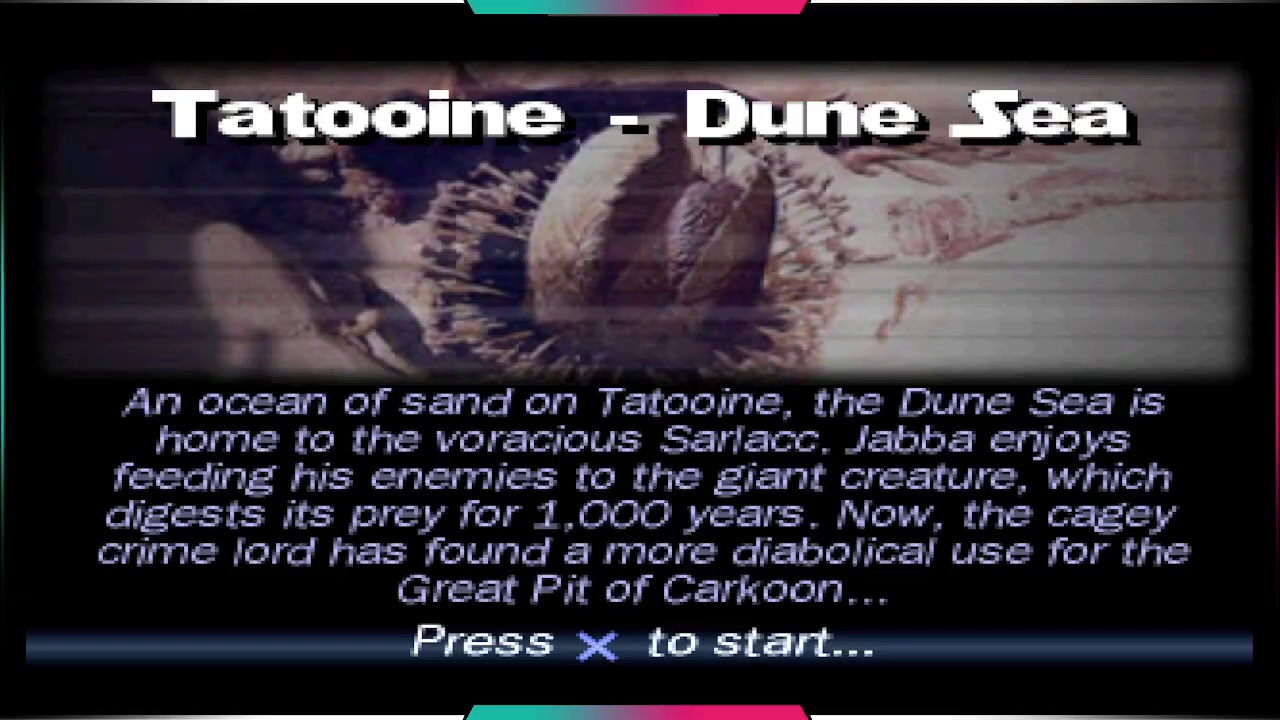 Tatooine - Dune Sea
An ocean of sand on Tatooine, the Dune Sea is
home to the voracious Sarlacc. Jabba enjoys
feeding his enemies to the giant creature, which
digests its prey for 1,000 years. Now, the cagey
crime lord has found a more diabolical use for the
Great Pit of Carkoon...
Press X to start...